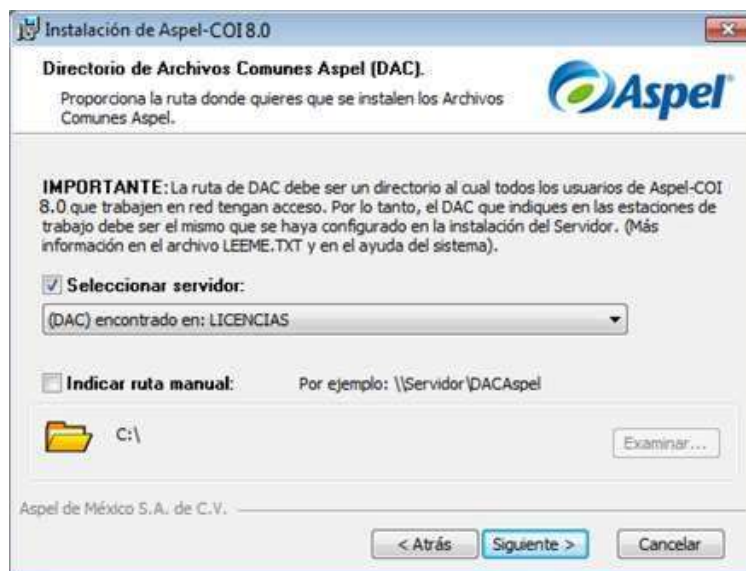 Instalación de Aspel-COI 8.0
Directorio de Archivos Comunes Aspel (DAC).
Proporciona la ruta donde quieres que se instalen los Archivos
Comunes Aspel.
Aspel
IMPORTANTE: La ruta de DAC debe ser un directorio al cual todos los usuarios de Aspel-COI
8.0 que trabajen en red tengan acceso. Por lo tanto, el DAC que indiques en las estaciones de
trabajo debe ser el mismo que se haya configurado en la instalación del Servidor. (Más
información en el archivo LEEME.TXT y en el ayuda del sistema).
Seleccionar servidor:
(DAC) encontrado en: LICENCIAS
Indicar ruta manual: Por ejemplo: \\Servidor\DACAspel
C:\
Examinar...
Aspel de México S.A. de C.V.
< Atrás Siguiente > Cancelar